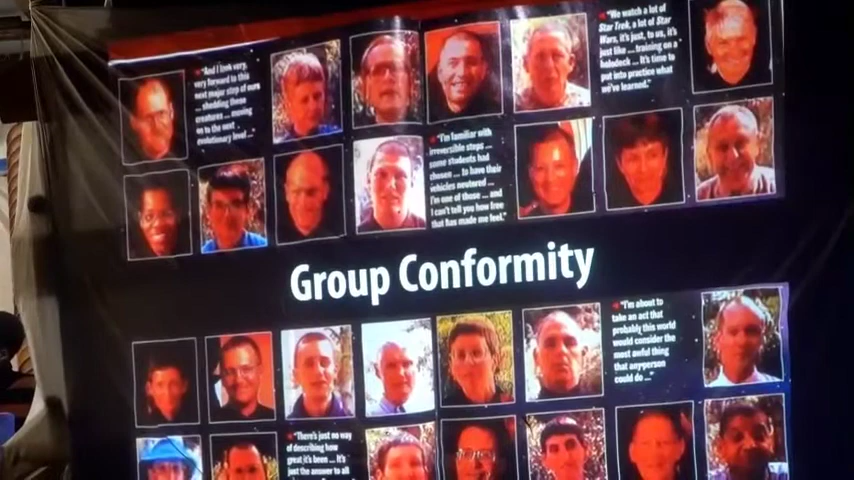 "And I look very,
very forward to this
next major step of ours
... shedding these
creatures ... moving
on to the next
evolutionary level ..."
"We watch a lot of
Star Trek, a lot of Star
Wars, it's just, to us, it's
just like ... training on a
holodeck ... It's time to
put into practice what
we've learned."
"I'm familiar with
irreversible steps ...
some students had
chosen ... to have their
vehicles neutered ...
I'm one of those ... and
I can't tell you how free
that has made me feel."
Group Conformity
"I'm about to
take an act that
probably this world
would consider the
most awful thing
that any person
could do ..."
"There's just no way
of describing how
great it's been ... It's
just the answer to all